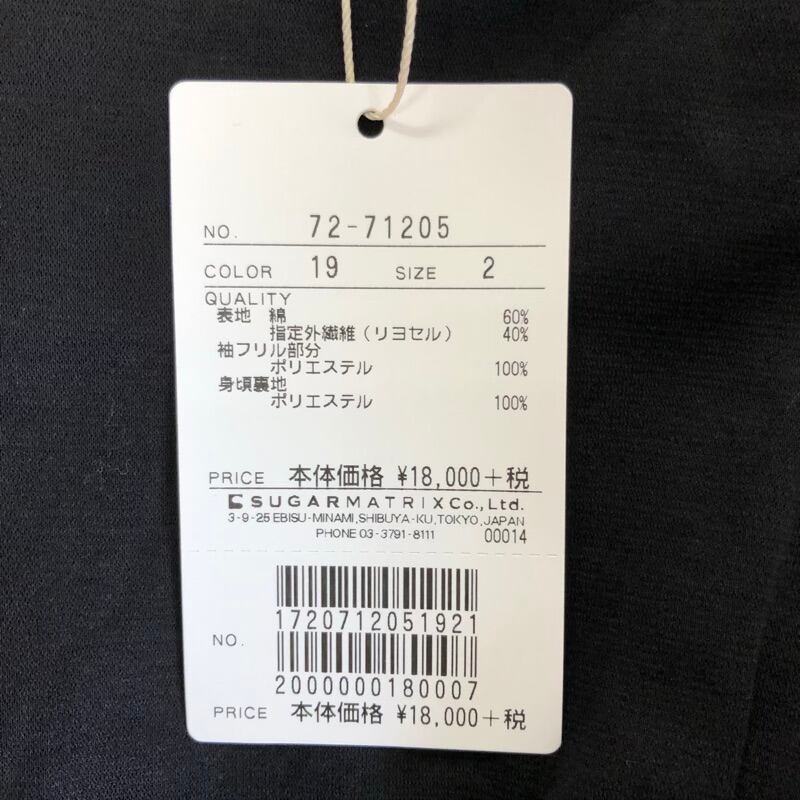 NO. 72-71205
COLOR 19 SIZE 2
QUALITY
表地 綿 60%
指定外繊維(リヨセル) 40%
袖フリル部分
ポリエステル 100%
身頃裏地
ポリエステル 100%
PRICE 本体価格 ¥18,000+税
SUGARMATRIX Co., Ltd.
3-9-25 EBISU-MINAMI, SHIBUYA-KU, TOKYO, JAPAN
PHONE 03-3791-8111 00014
1720712051921
NO.
2000000180007
PRICE 本体価格 ¥18,000+税